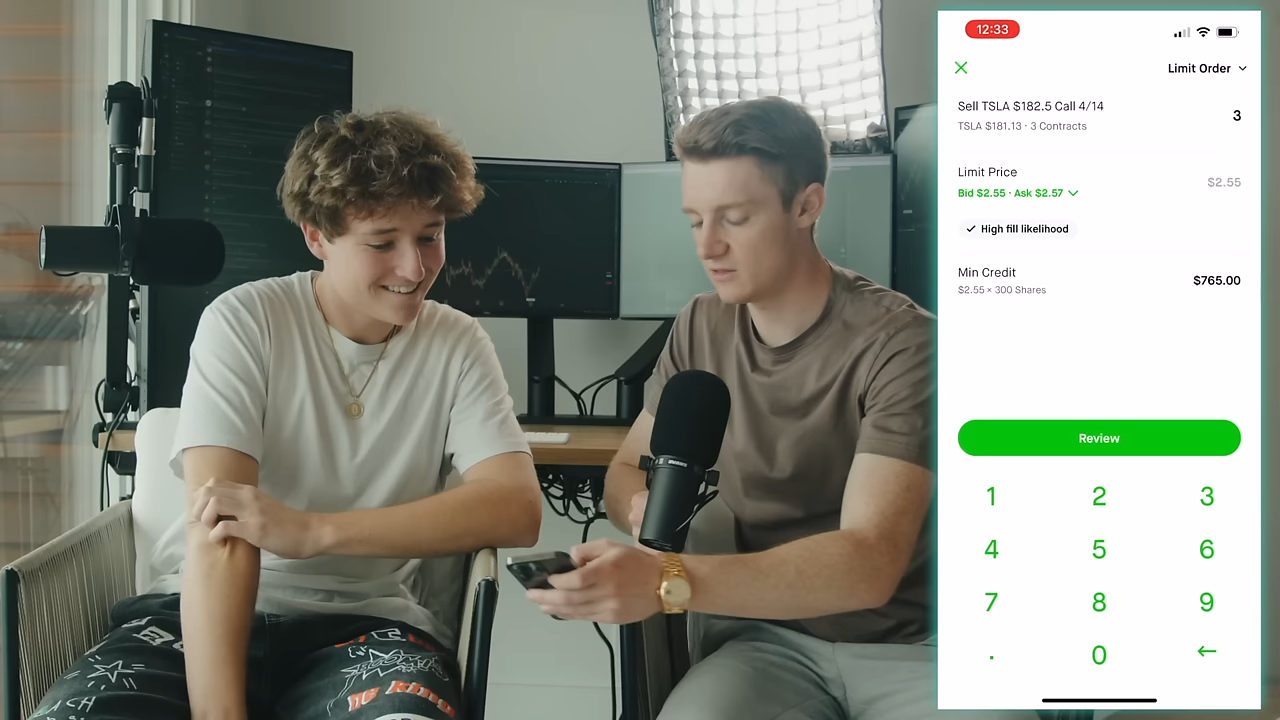 12:33
Limit Order
Sell TSLA $182.5 Call 4/14
3
TSLA $181.13 · 3 Contracts
Limit Price
$2.55
Bid $2.55 · Ask $2.57
High fill likelihood
Min Credit
$765.00
$2.55 × 300 Shares
Review
1 2 3
4 5 6
7 8 9
. 0